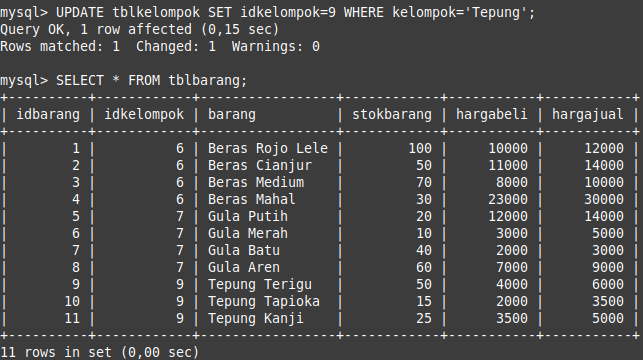 mysql> UPDATE tblkelompok SET idkelompok=9 WHERE kelompok='Tepung';
Query OK, 1 row affected (0,15 sec)
Rows matched: 1  Changed: 1  Warnings: 0

mysql> SELECT * FROM tblbarang;
+----------+------------+-----------------+------------+----------+-----------+
| idbarang | idkelompok | barang          | stokbarang | hargabeli | hargajual |
+----------+------------+-----------------+------------+----------+-----------+
|        1 |          6 | Beras Rojo Lele |        100 |     10000 |     12000 |
|        2 |          6 | Beras Cianjur   |         50 |     11000 |     14000 |
|        3 |          6 | Beras Medium    |         70 |      8000 |     10000 |
|        4 |          6 | Beras Mahal     |         30 |     23000 |     30000 |
|        5 |          7 | Gula Putih      |         20 |     12000 |     14000 |
|        6 |          7 | Gula Merah      |         10 |      3000 |      5000 |
|        7 |          7 | Gula Batu       |         40 |      2000 |      3000 |
|        8 |          7 | Gula Aren       |         60 |      7000 |      9000 |
|        9 |          9 | Tepung Terigu   |         50 |      4000 |      6000 |
|       10 |          9 | Tepung Tapioka  |         15 |      2000 |      3500 |
|       11 |          9 | Tepung Kanji    |         25 |      3500 |      5000 |
+----------+------------+-----------------+------------+----------+-----------+
11 rows in set (0,00 sec)